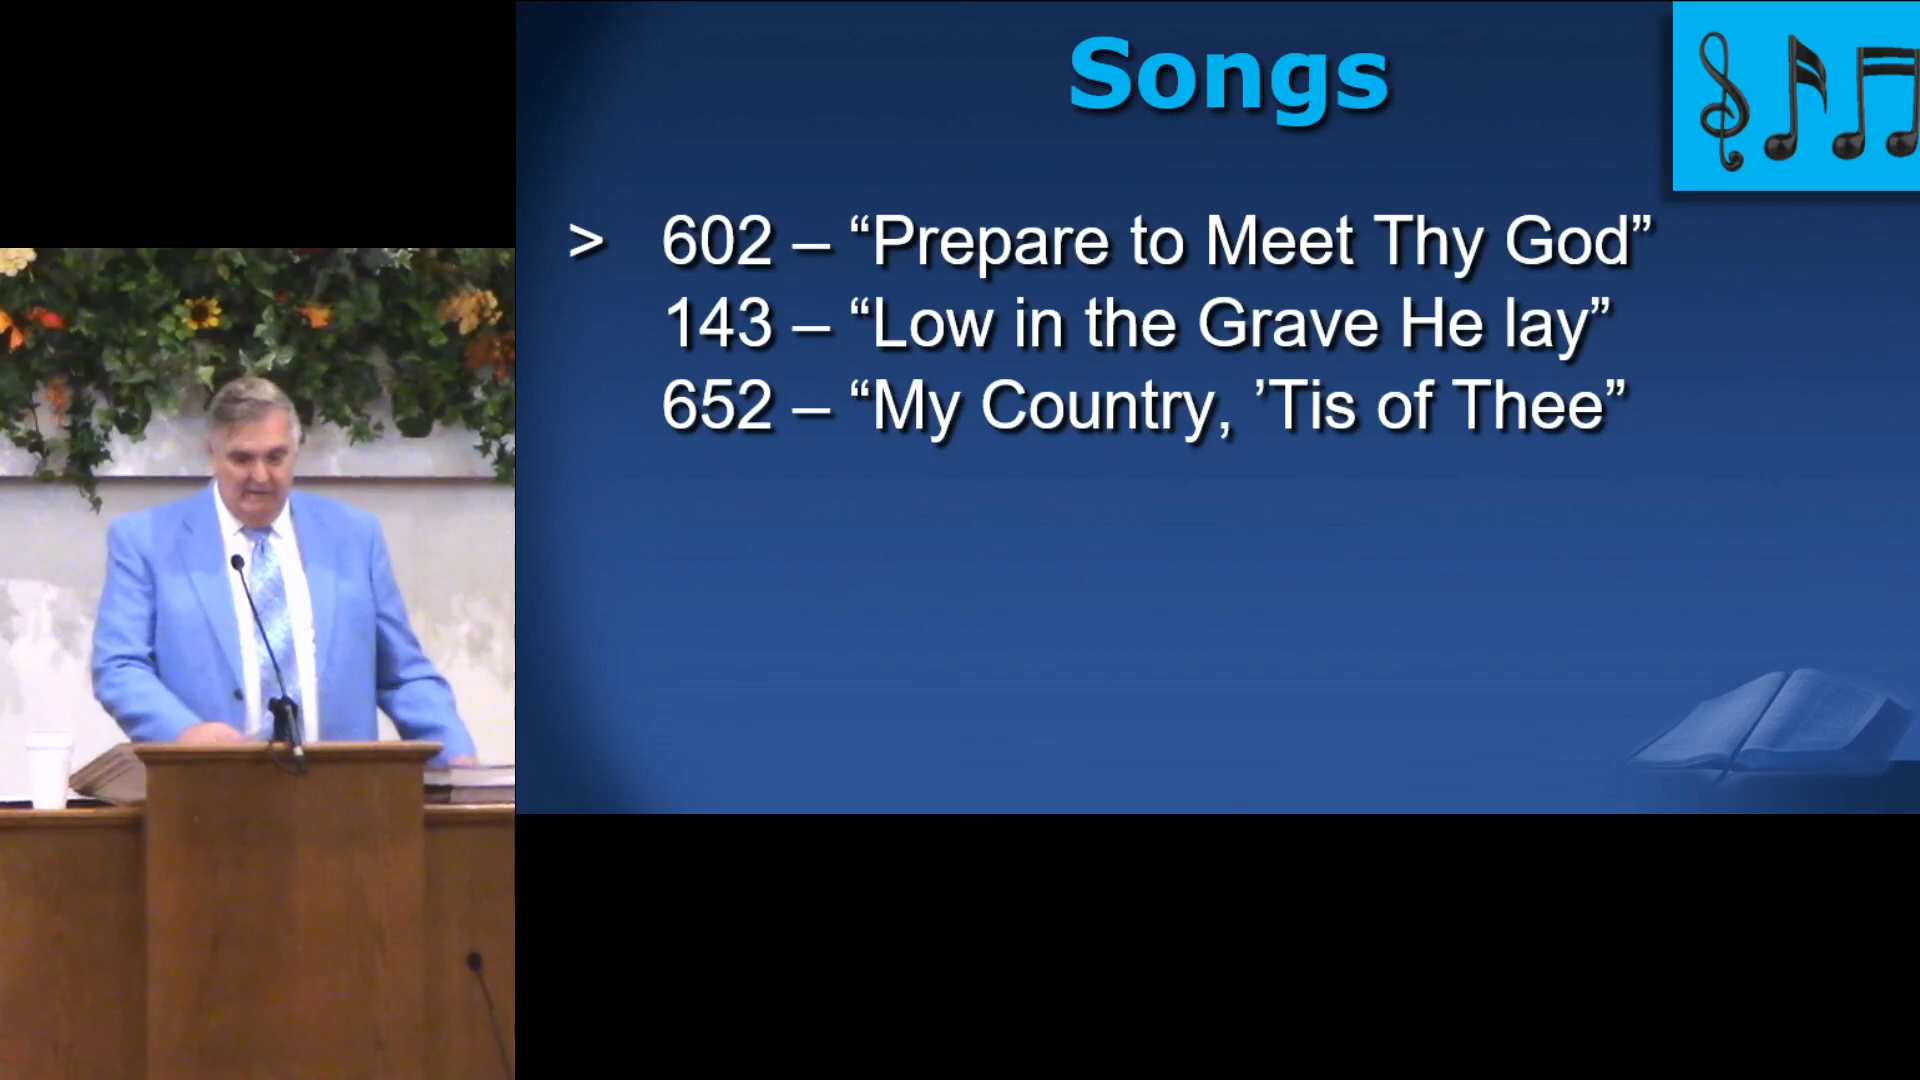 Songs
> 602 – “Prepare to Meet Thy God”
143 – “Low in the Grave He lay”
652 – “My Country, ’Tis of Thee”